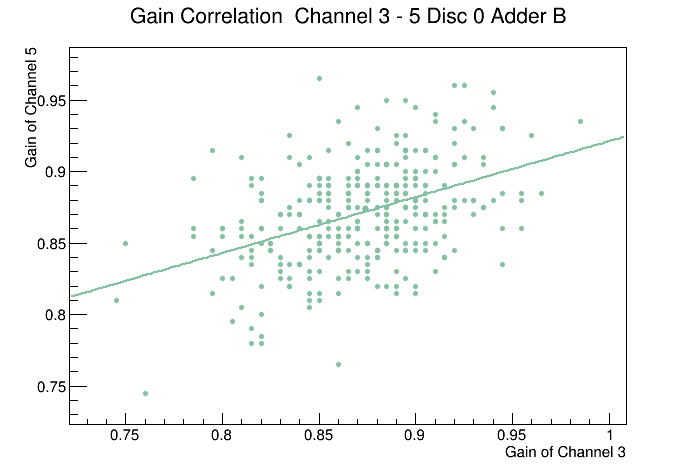 Gain Correlation  Channel 3 - 5 Disc 0 Adder B
Gain of Channel 5
0.95
0.9
0.85
0.8
0.75
0.75 0.8 0.85 0.9 0.95 1
Gain of Channel 3